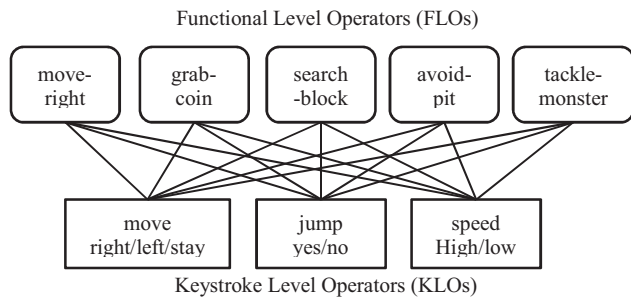 Functional Level Operators (FLOs)
move-
right
grab-
coin
search
-block
avoid-
pit
tackle-
monster
move
right/left/stay
jump
yes/no
speed
High/low
Keystroke Level Operators (KLOs)